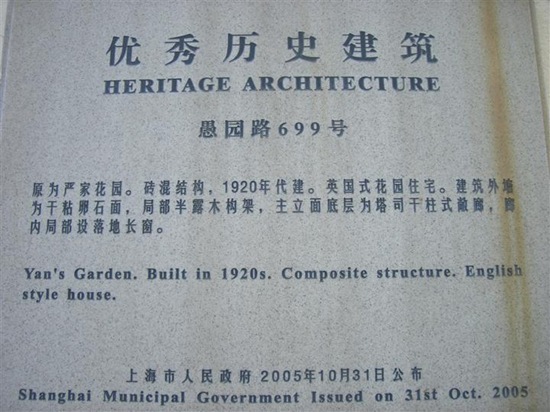 优秀历史建筑
HERITAGE ARCHITECTURE
愚园路699号
原为严家花园。砖混结构，1920年代建。英国式花园住宅。建筑外墙
为干粘卵石面，局部半露木构架，主立面底层为塔司干柱式敞廊，廊
内局部设落地长窗。
Yan's Garden. Built in 1920s. Composite structure. English
style house.
上海市人民政府 2005年10月31日公布
Shanghai Municipal Government Issued on 31st Oct. 2005